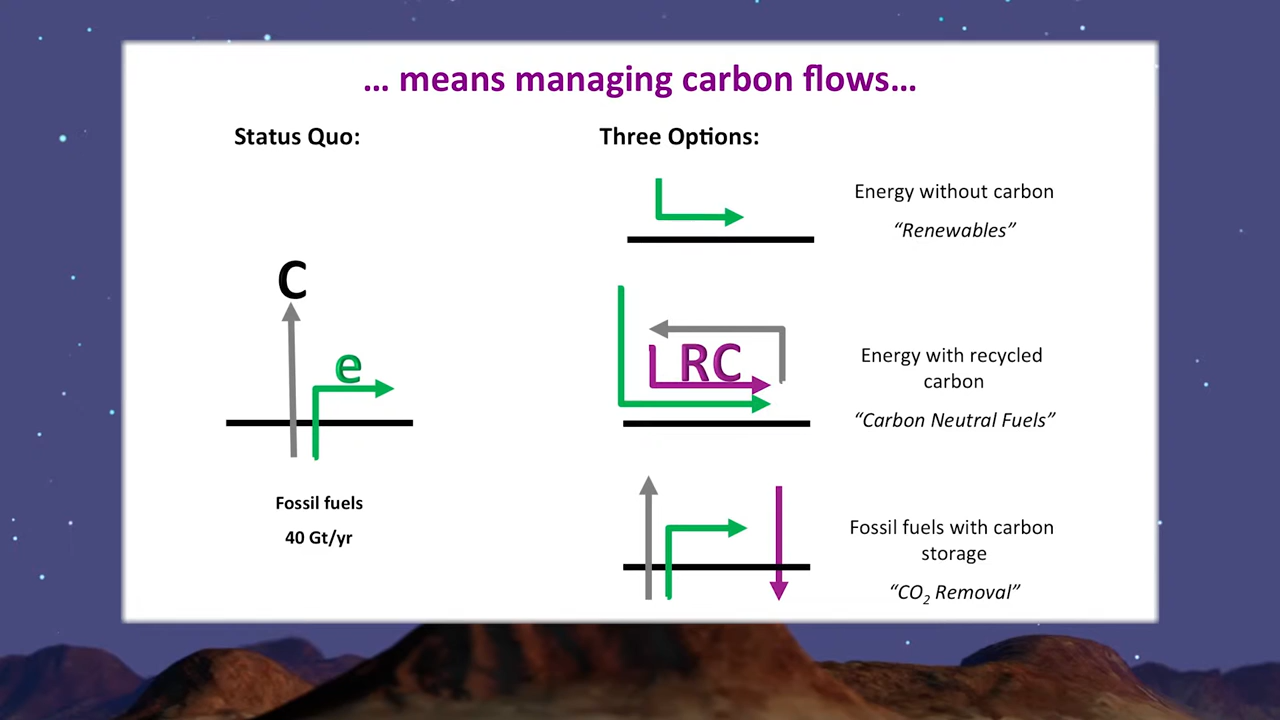 … means managing carbon flows…
Status Quo:
C
e
Fossil fuels
40 Gt/yr
Three Options:
Energy without carbon
“Renewables”
RC
Energy with recycled
carbon
“Carbon Neutral Fuels”
Fossil fuels with carbon
storage
“CO₂ Removal”